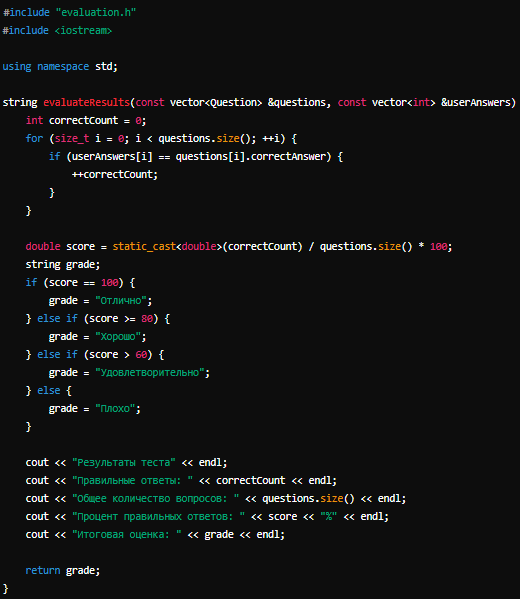 #include "evaluation.h"
#include <iostream>

using namespace std;

string evaluateResults(const vector<Question> &questions, const vector<int> &userAnswers)
    int correctCount = 0;
    for (size_t i = 0; i < questions.size(); ++i) {
        if (userAnswers[i] == questions[i].correctAnswer) {
            ++correctCount;
        }
    }

    double score = static_cast<double>(correctCount) / questions.size() * 100;
    string grade;
    if (score == 100) {
        grade = "Отлично";
    } else if (score >= 80) {
        grade = "Хорошо";
    } else if (score > 60) {
        grade = "Удовлетворительно";
    } else {
        grade = "Плохо";
    }

    cout << "Результаты теста" << endl;
    cout << "Правильные ответы: " << correctCount << endl;
    cout << "Общее количество вопросов: " << questions.size() << endl;
    cout << "Процент правильных ответов: " << score << "%" << endl;
    cout << "Итоговая оценка: " << grade << endl;

    return grade;
}